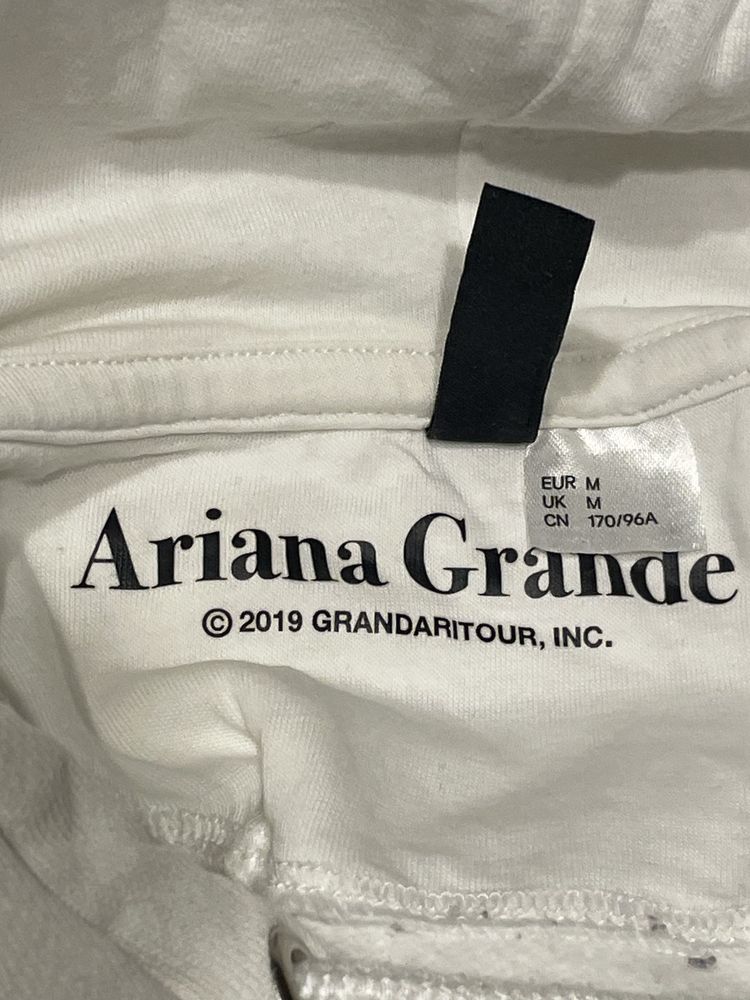 EUR M
UK M
CN 170/96A
Ariana Grande
© 2019 GRANDARITOUR, INC.